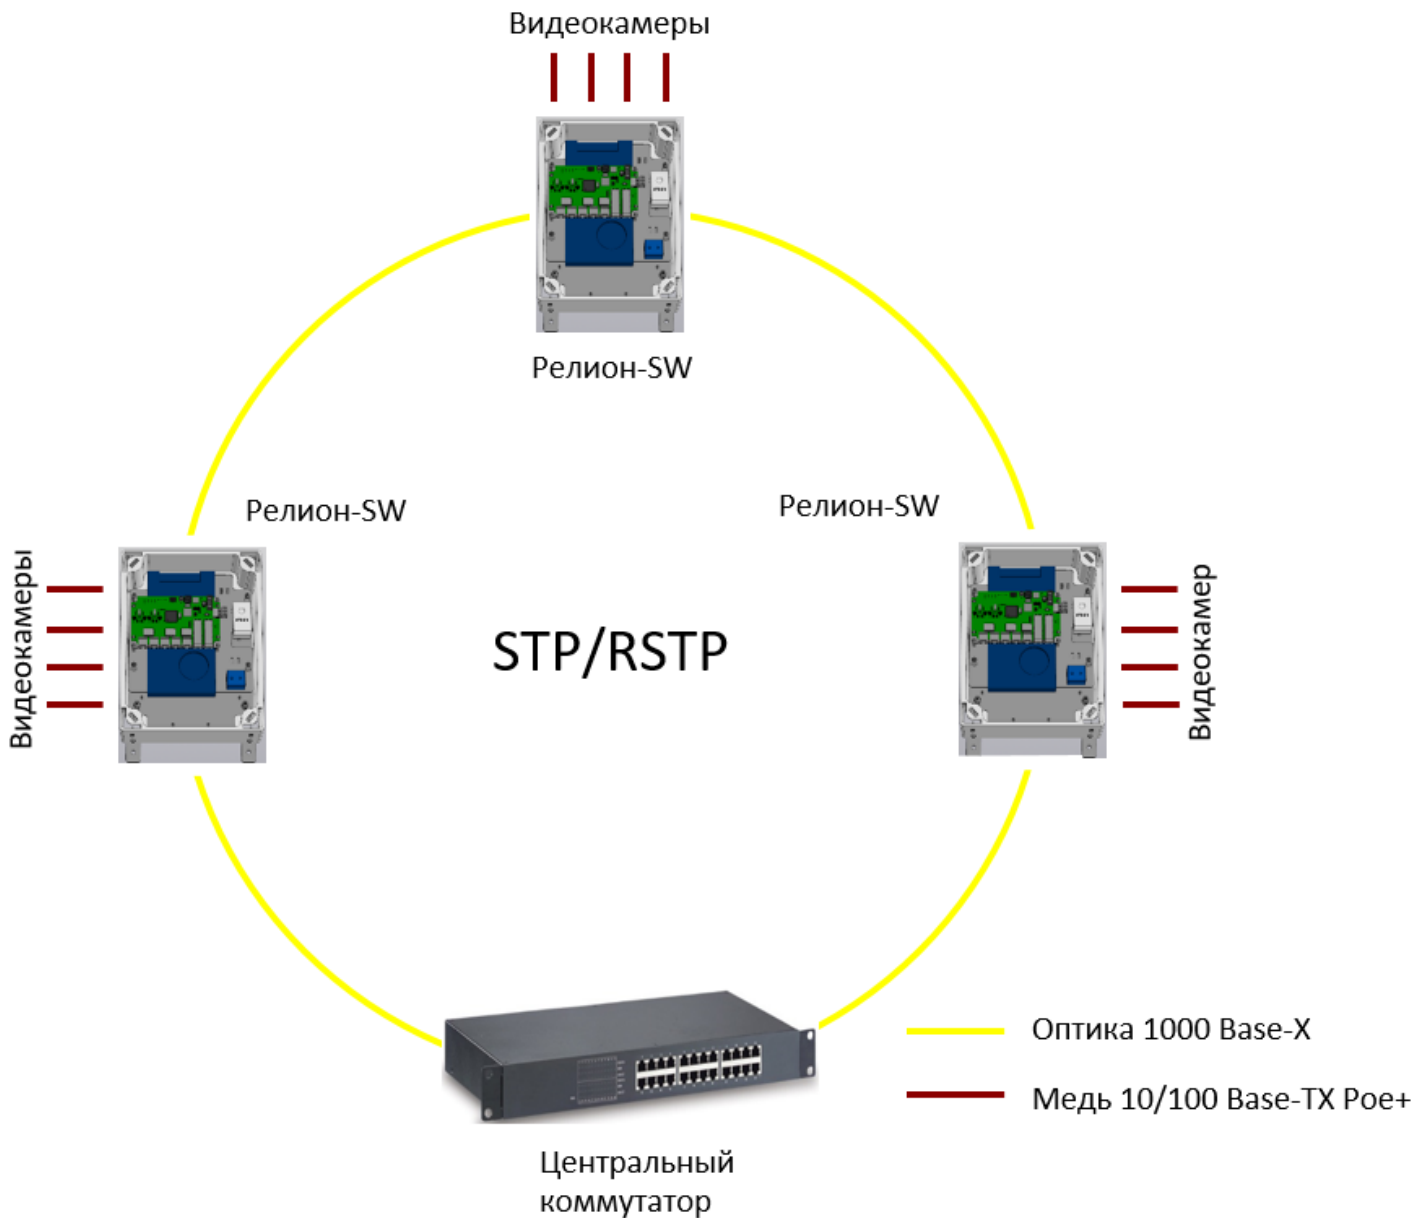 Видеокамеры
Релион-SW
Релион-SW
Релион-SW
Видеокамеры
STP/RSTP
Видеокамер
Оптика 1000 Base-X
Медь 10/100 Base-TX Poe+
Центральный
коммутатор